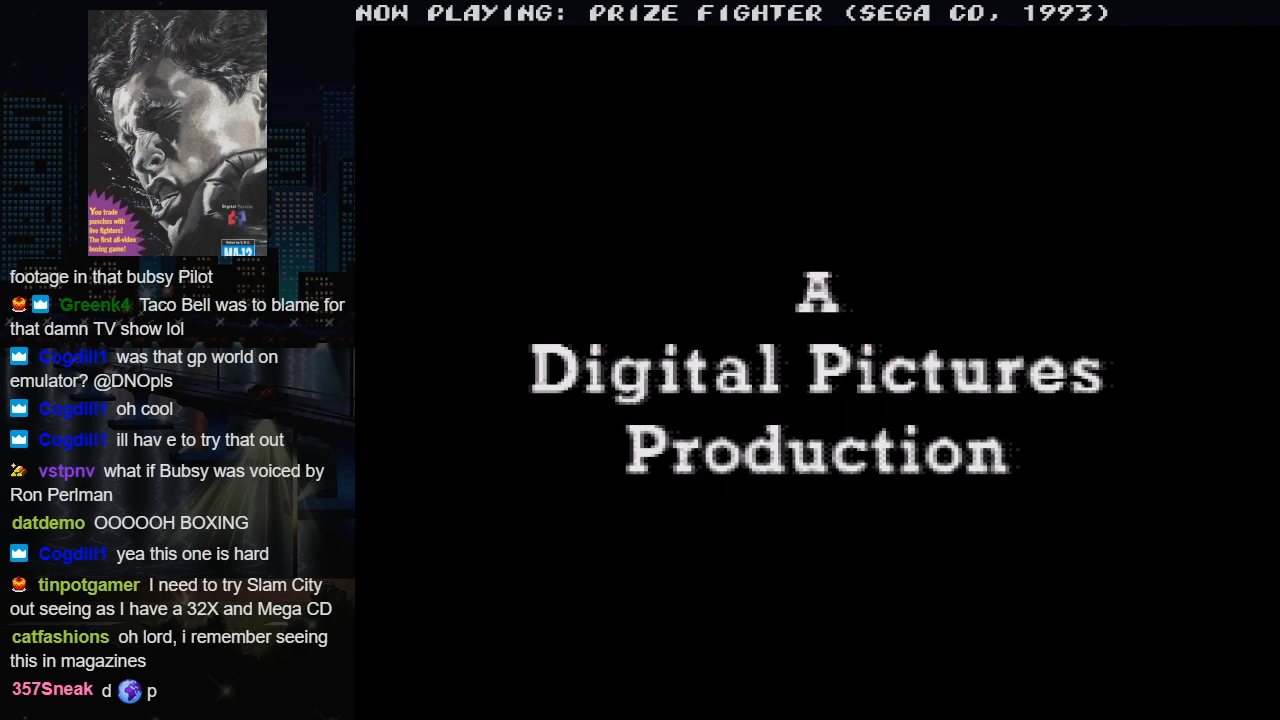 NOW PLAYING: PRIZE FIGHTER (SEGA CD, 1993)
You trade
punches with
live fighters!
The first all-video
boxing game!
Digital Pictures
MA-13
footage in that bubsy Pilot
Greenk4 Taco Bell was to blame for
that damn TV show lol
Cogdill1 was that gp world on
emulator? @DNOpls
Cogdill1 oh cool
Cogdill1 ill hav e to try that out
vstpnv what if Bubsy was voiced by
Ron Perlman
datdemo OOOOOH BOXING
Cogdill1 yea this one is hard
tinpotgamer I need to try Slam City
out seeing as I have a 32X and Mega CD
catfashions oh lord, i remember seeing
this in magazines
357Sneak d p
A
Digital Pictures
Production